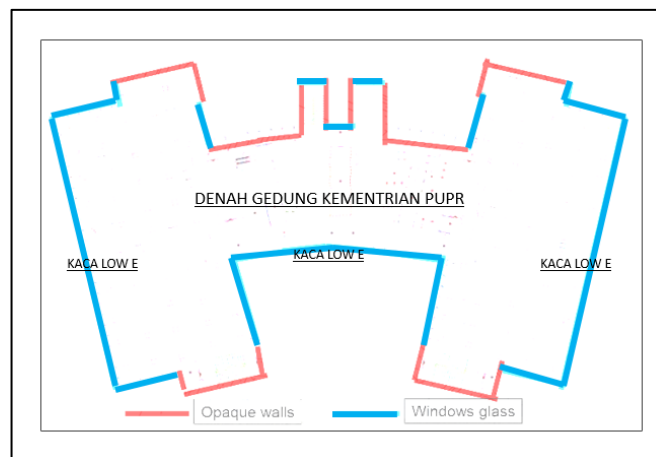 DENAH GEDUNG KEMENTRIAN PUPR
KACA LOW E
KACA LOW E
KACA LOW E
Opaque walls
Windows glass